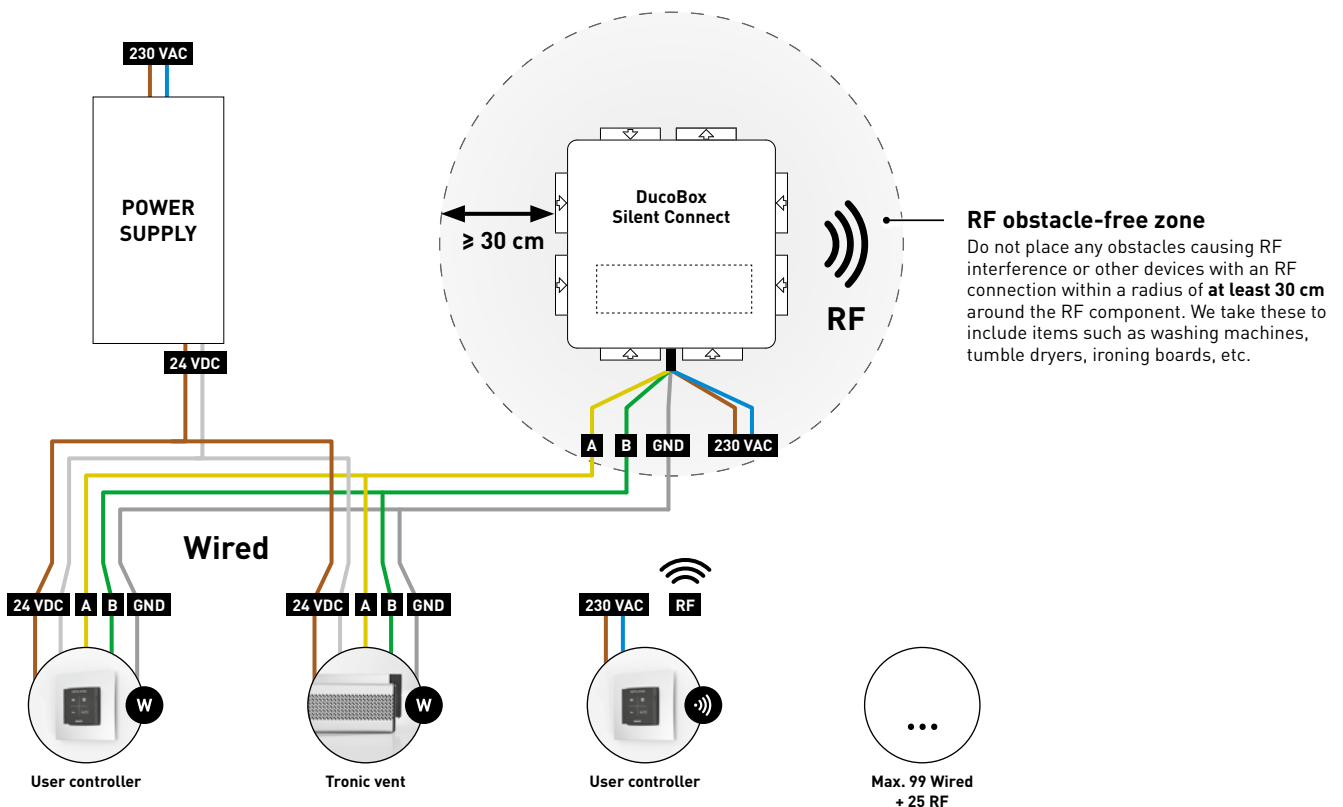 230 VAC
POWER
SUPPLY
24 VDC
DucoBox
Silent Connect
≥ 30 cm
RF
RF obstacle-free zone
Do not place any obstacles causing RF
interference or other devices with an RF
connection within a radius of at least 30 cm
around the RF component. We take these to
include items such as washing machines,
tumble dryers, ironing boards, etc.
A B GND 230 VAC
Wired
24 VDC A B GND
24 VDC A B GND
230 VAC RF
W
W
User controller
Tronic vent
User controller
...
Max. 99 Wired
+ 25 RF